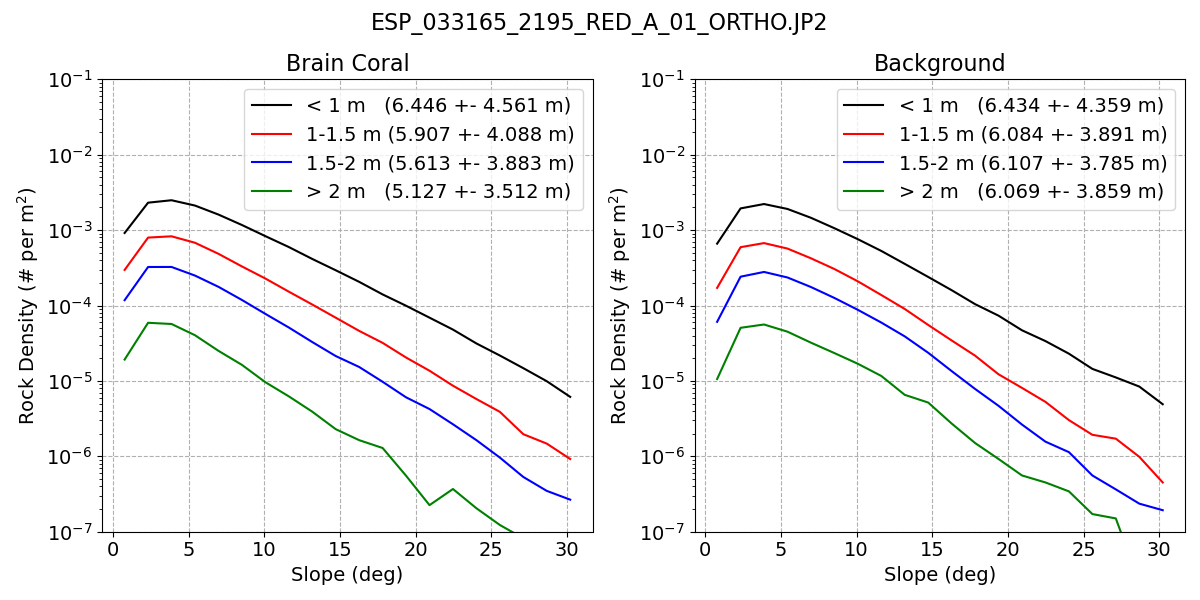 ESP_033165_2195_RED_A_01_ORTHO.JP2
Brain Coral
Rock Density (# per m²)
10⁻¹
10⁻²
10⁻³
10⁻⁴
10⁻⁵
10⁻⁶
10⁻⁷
< 1 m (6.446 +- 4.561 m)
1-1.5 m (5.907 +- 4.088 m)
1.5-2 m (5.613 +- 3.883 m)
> 2 m (5.127 +- 3.512 m)
0 5 10 15 20 25 30
Slope (deg)
Background
Rock Density (# per m²)
10⁻¹
10⁻²
10⁻³
10⁻⁴
10⁻⁵
10⁻⁶
10⁻⁷
< 1 m (6.434 +- 4.359 m)
1-1.5 m (6.084 +- 3.891 m)
1.5-2 m (6.107 +- 3.785 m)
> 2 m (6.069 +- 3.859 m)
0 5 10 15 20 25 30
Slope (deg)